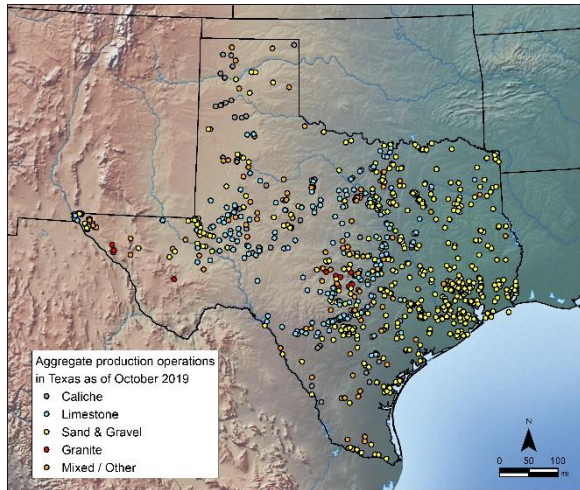 Aggregate production operations
in Texas as of October 2019
Caliche
Limestone
Sand & Gravel
Granite
Mixed / Other
N
0 50 100
mi